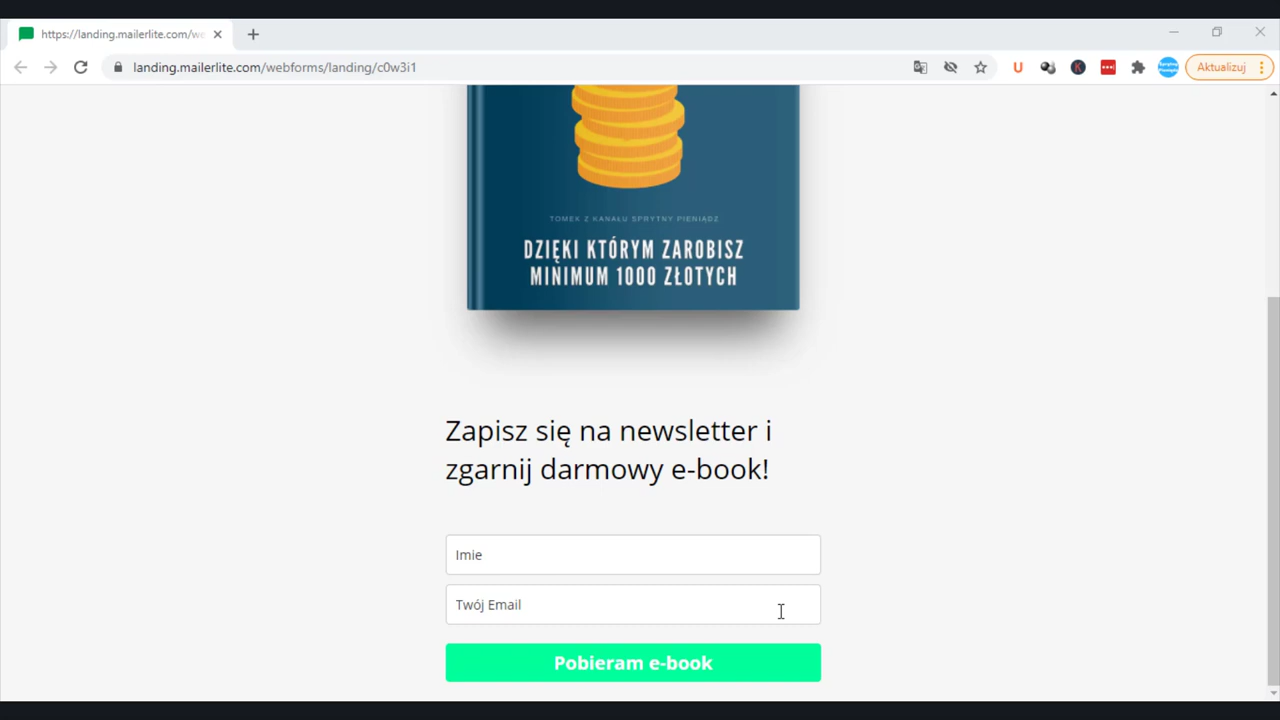 https://landing.mailerlite.com/we
landing.mailerlite.com/webforms/landing/c0w3i1
Aktualizuj
TOMEK Z KANAŁU SPRYTNY PIENIĄDZ
DZIĘKI KTÓRYM ZAROBISZ
MINIMUM 1000 ZŁOTYCH
Zapisz się na newsletter i
zgarnij darmowy e-book!
Imie
Twój Email
Pobieram e-book